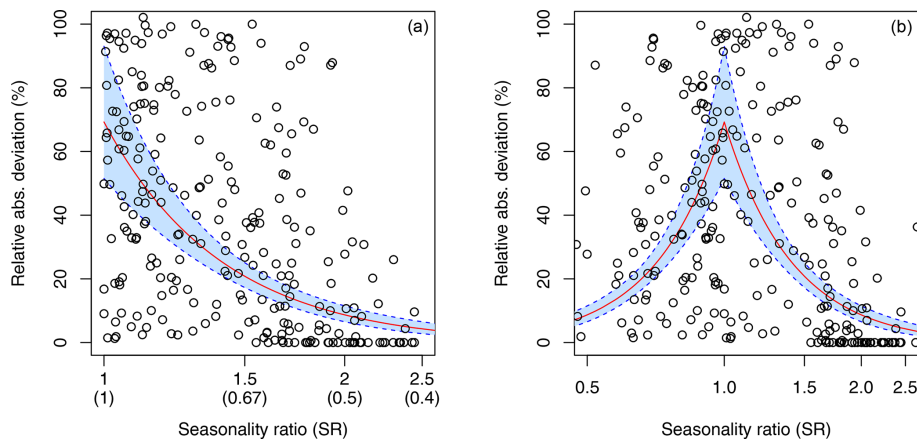 (a)
Relative abs. deviation (%)
100
80
60
40
20
0
1 1.5 2 2.5
(1) (0.67) (0.5) (0.4)
Seasonality ratio (SR)
(b)
Relative abs. deviation (%)
100
80
60
40
20
0
0.5 1.0 1.5 2.0 2.5
Seasonality ratio (SR)